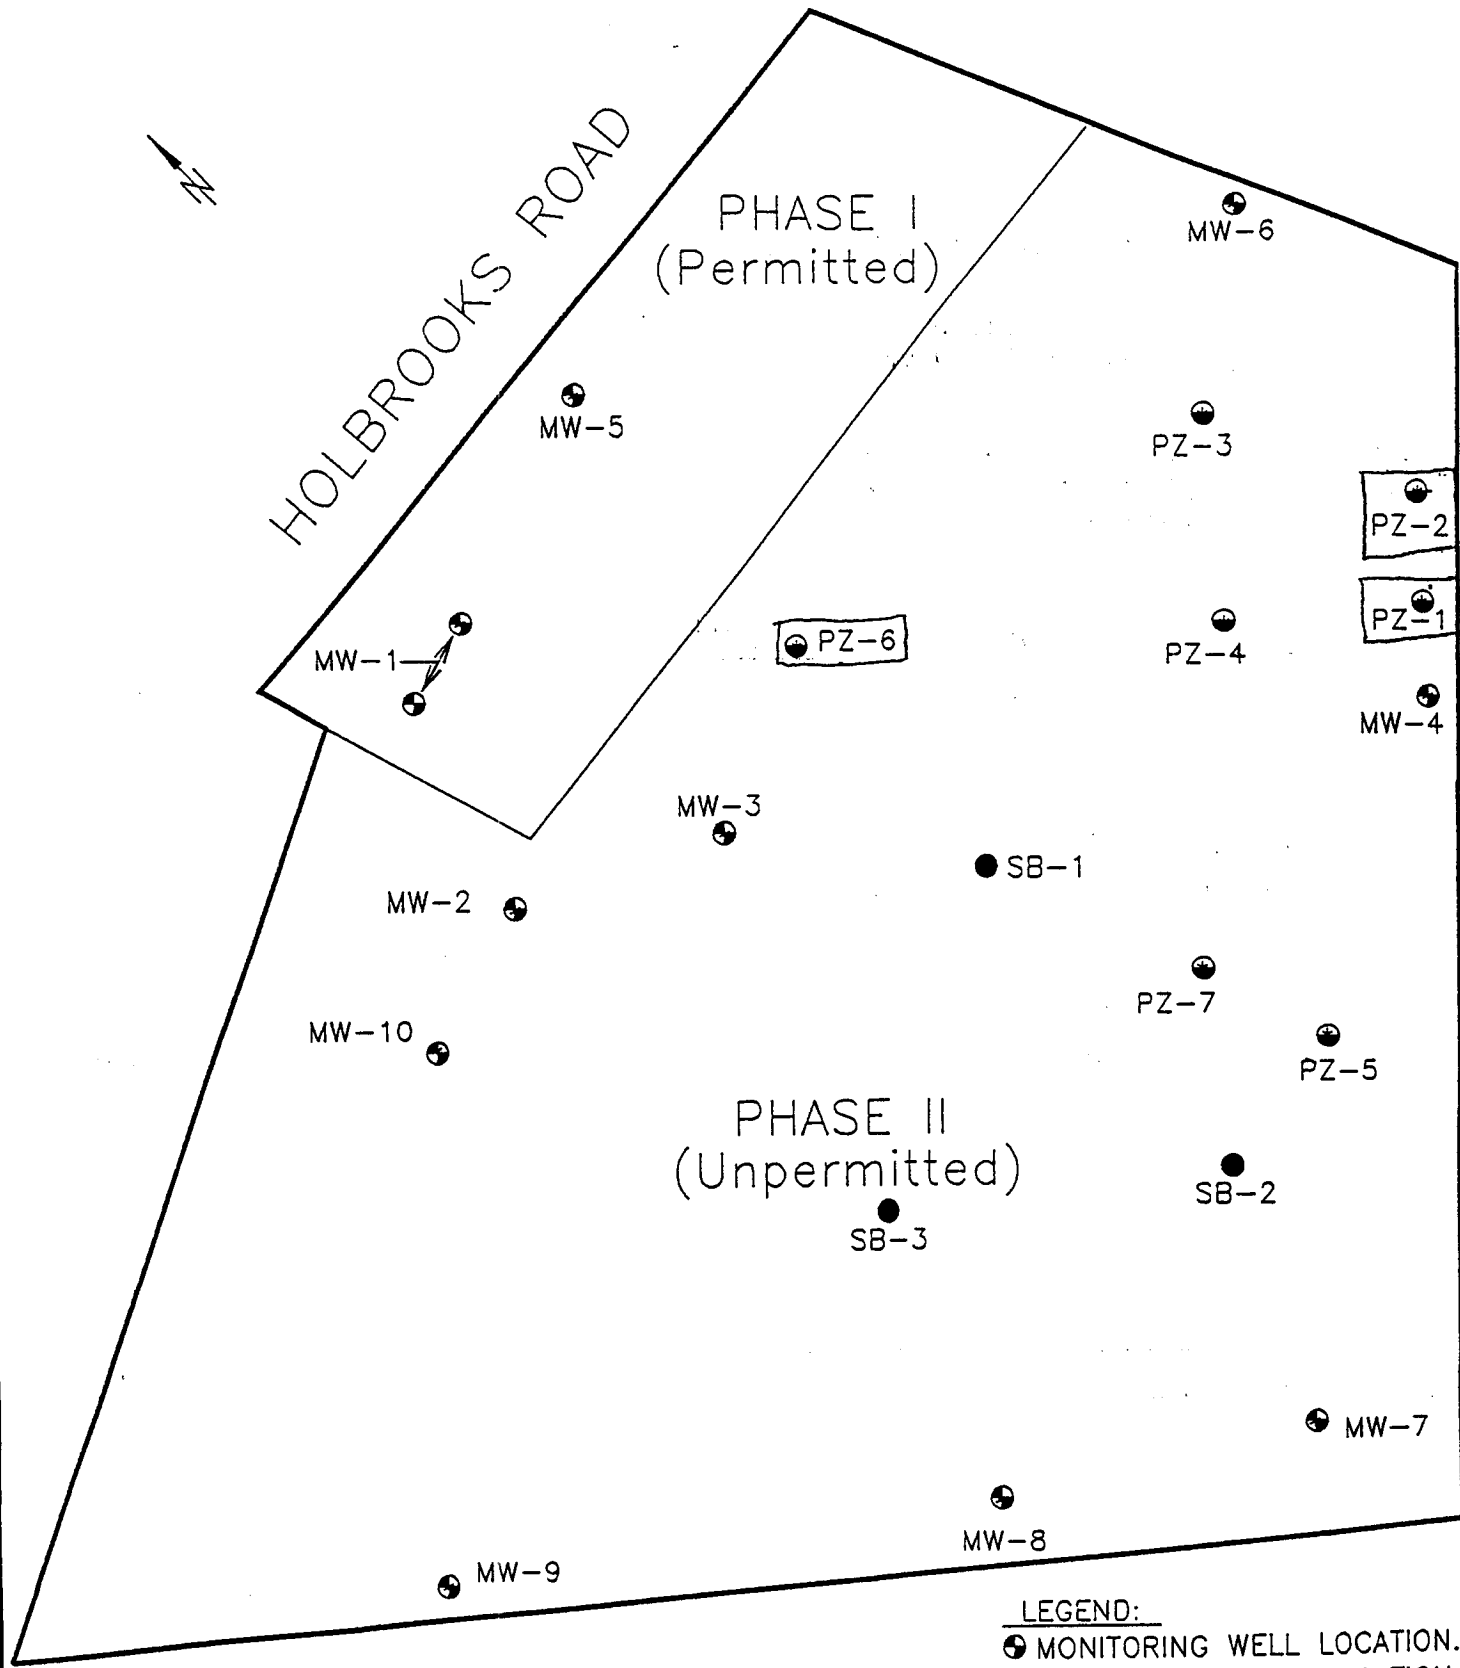 HOLBROOKS ROAD
N
PHASE I
(Permitted)
MW-6
MW-5
PZ-3
PZ-2
PZ-1
PZ-6
PZ-4
MW-1
MW-4
MW-3
SB-1
MW-2
PZ-7
MW-10
PZ-5
PHASE II
(Unpermitted)
SB-2
SB-3
MW-7
MW-8
MW-9
LEGEND:
MONITORING WELL LOCATION.